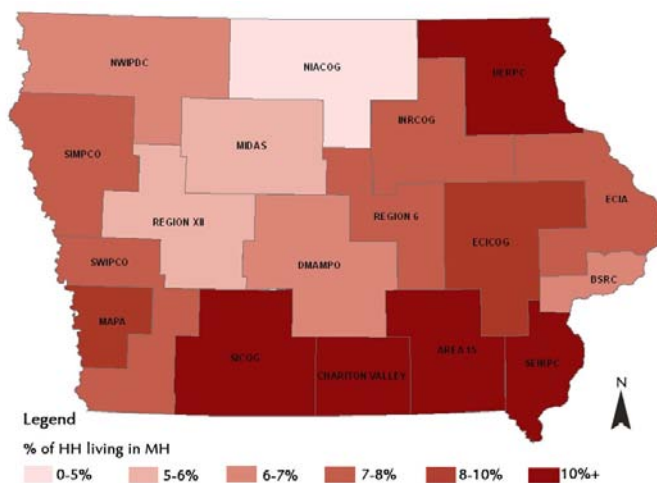 NWIPDC
NIACOG
HERPC
INRCOG
SIMPCO
MIDAS
ECIA
REGION XII
REGION 6
ECICOG
SWIPCO
DMAMPO
BSRC
MAPA
SICOG
CHARITON VALLEY
AREA 15
SEIRPC
N
Legend
% of HH living in MH
0-5% 5-6% 6-7% 7-8% 8-10% 10%+